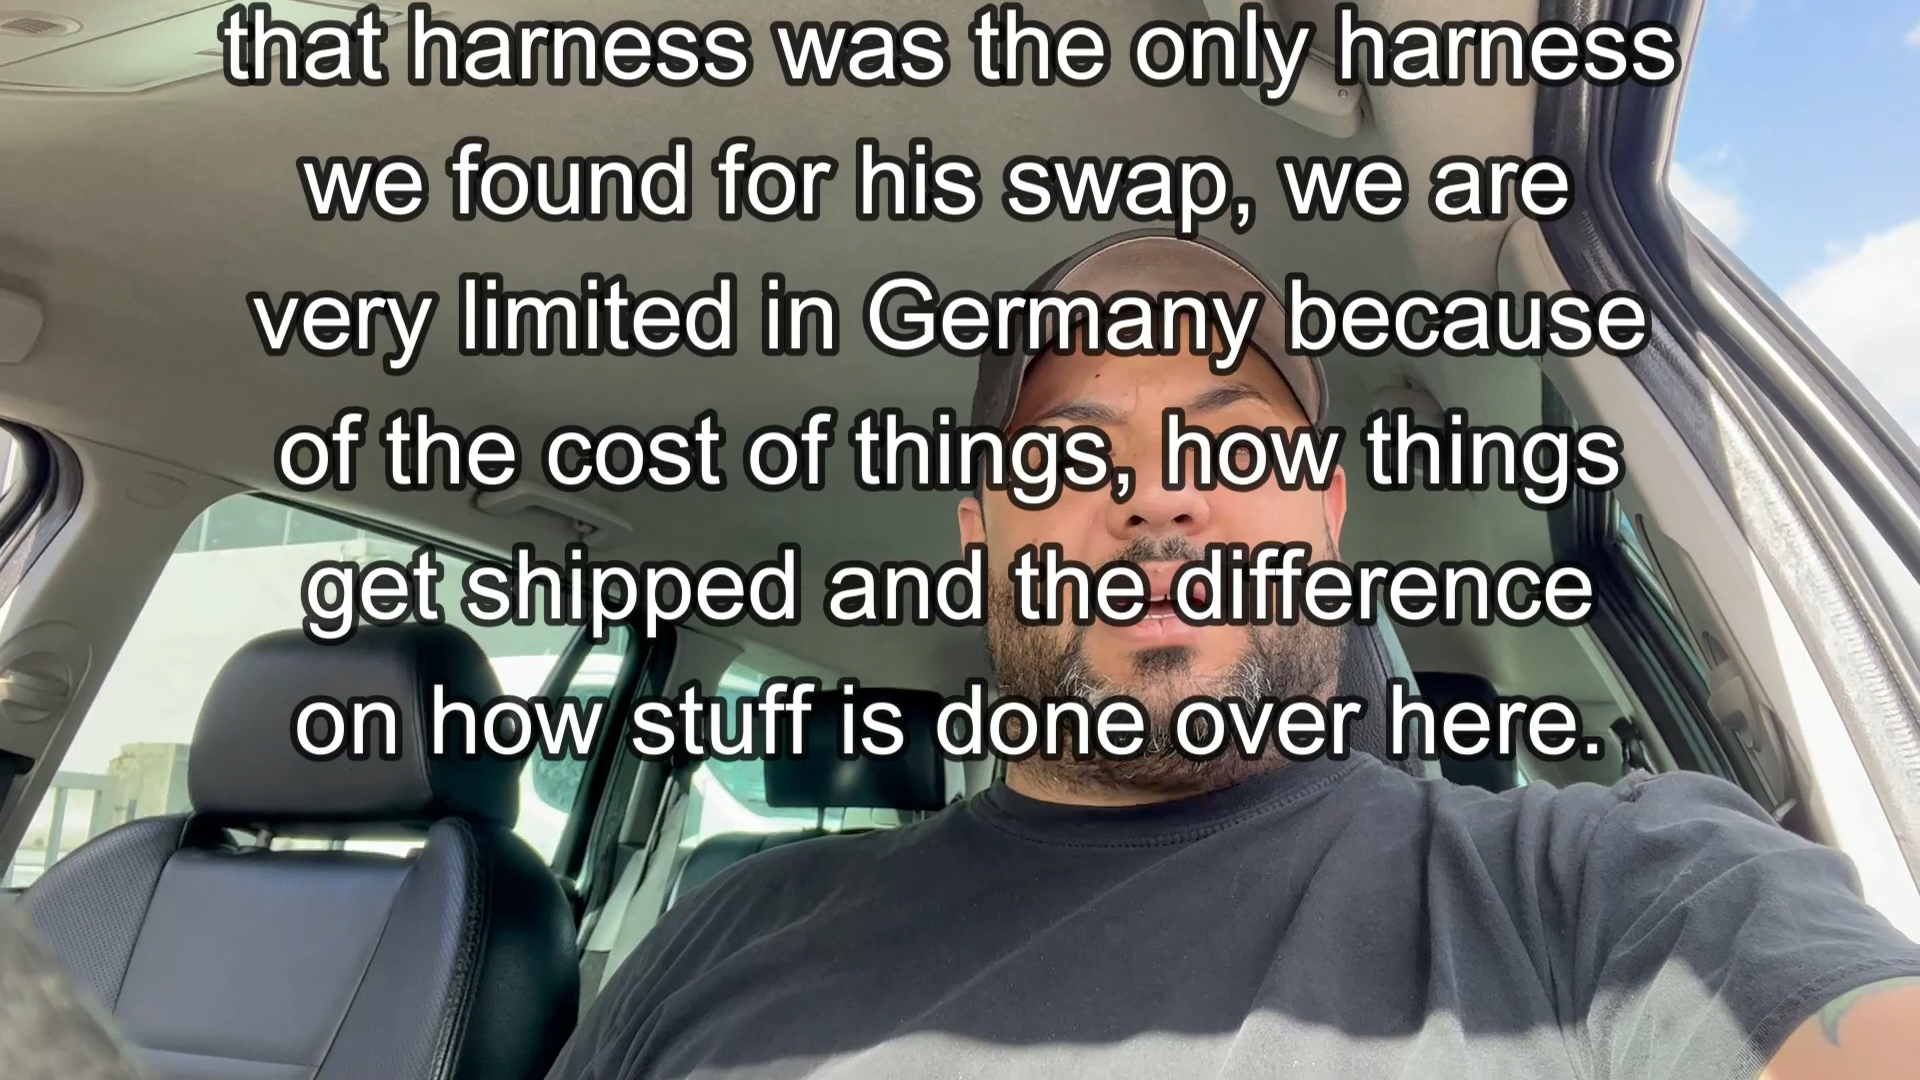 that harness was the only harness
we found for his swap, we are
very limited in Germany because
of the cost of things, how things
get shipped and the difference
on how stuff is done over here.